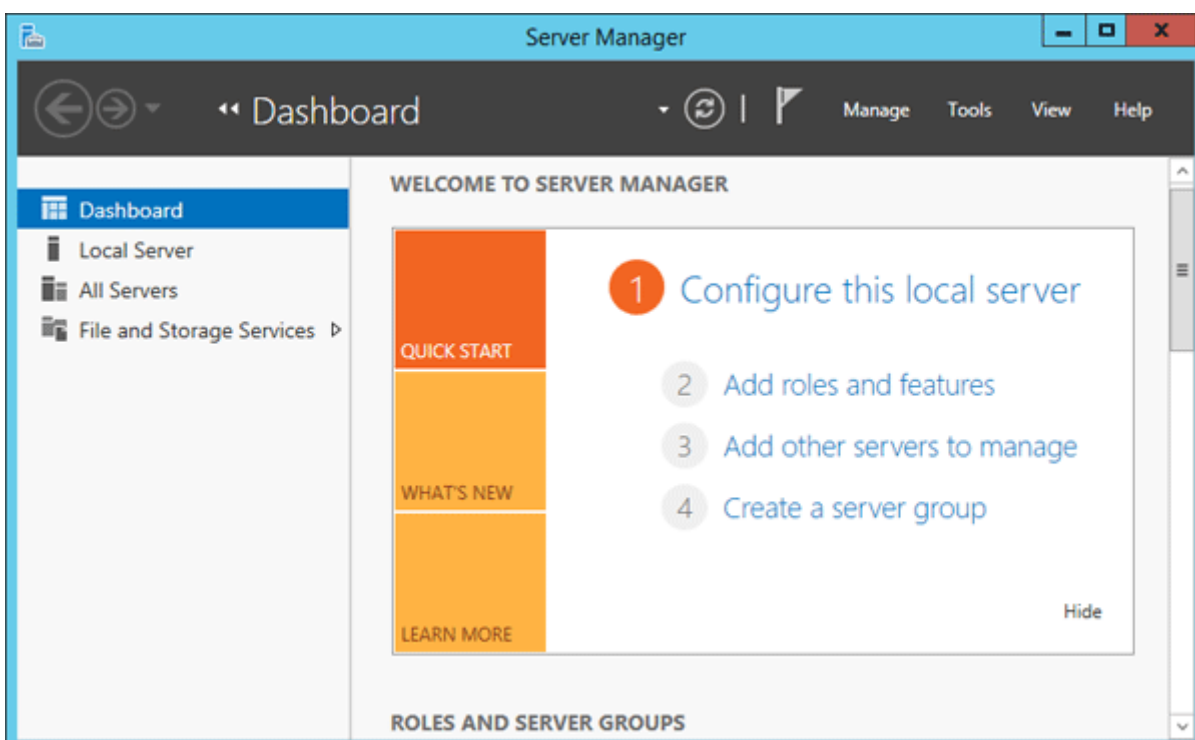 Server Manager
Dashboard
Manage Tools View Help
Dashboard
Local Server
All Servers
File and Storage Services
WELCOME TO SERVER MANAGER
QUICK START
WHAT'S NEW
LEARN MORE
1 Configure this local server
2 Add roles and features
3 Add other servers to manage
4 Create a server group
Hide
ROLES AND SERVER GROUPS